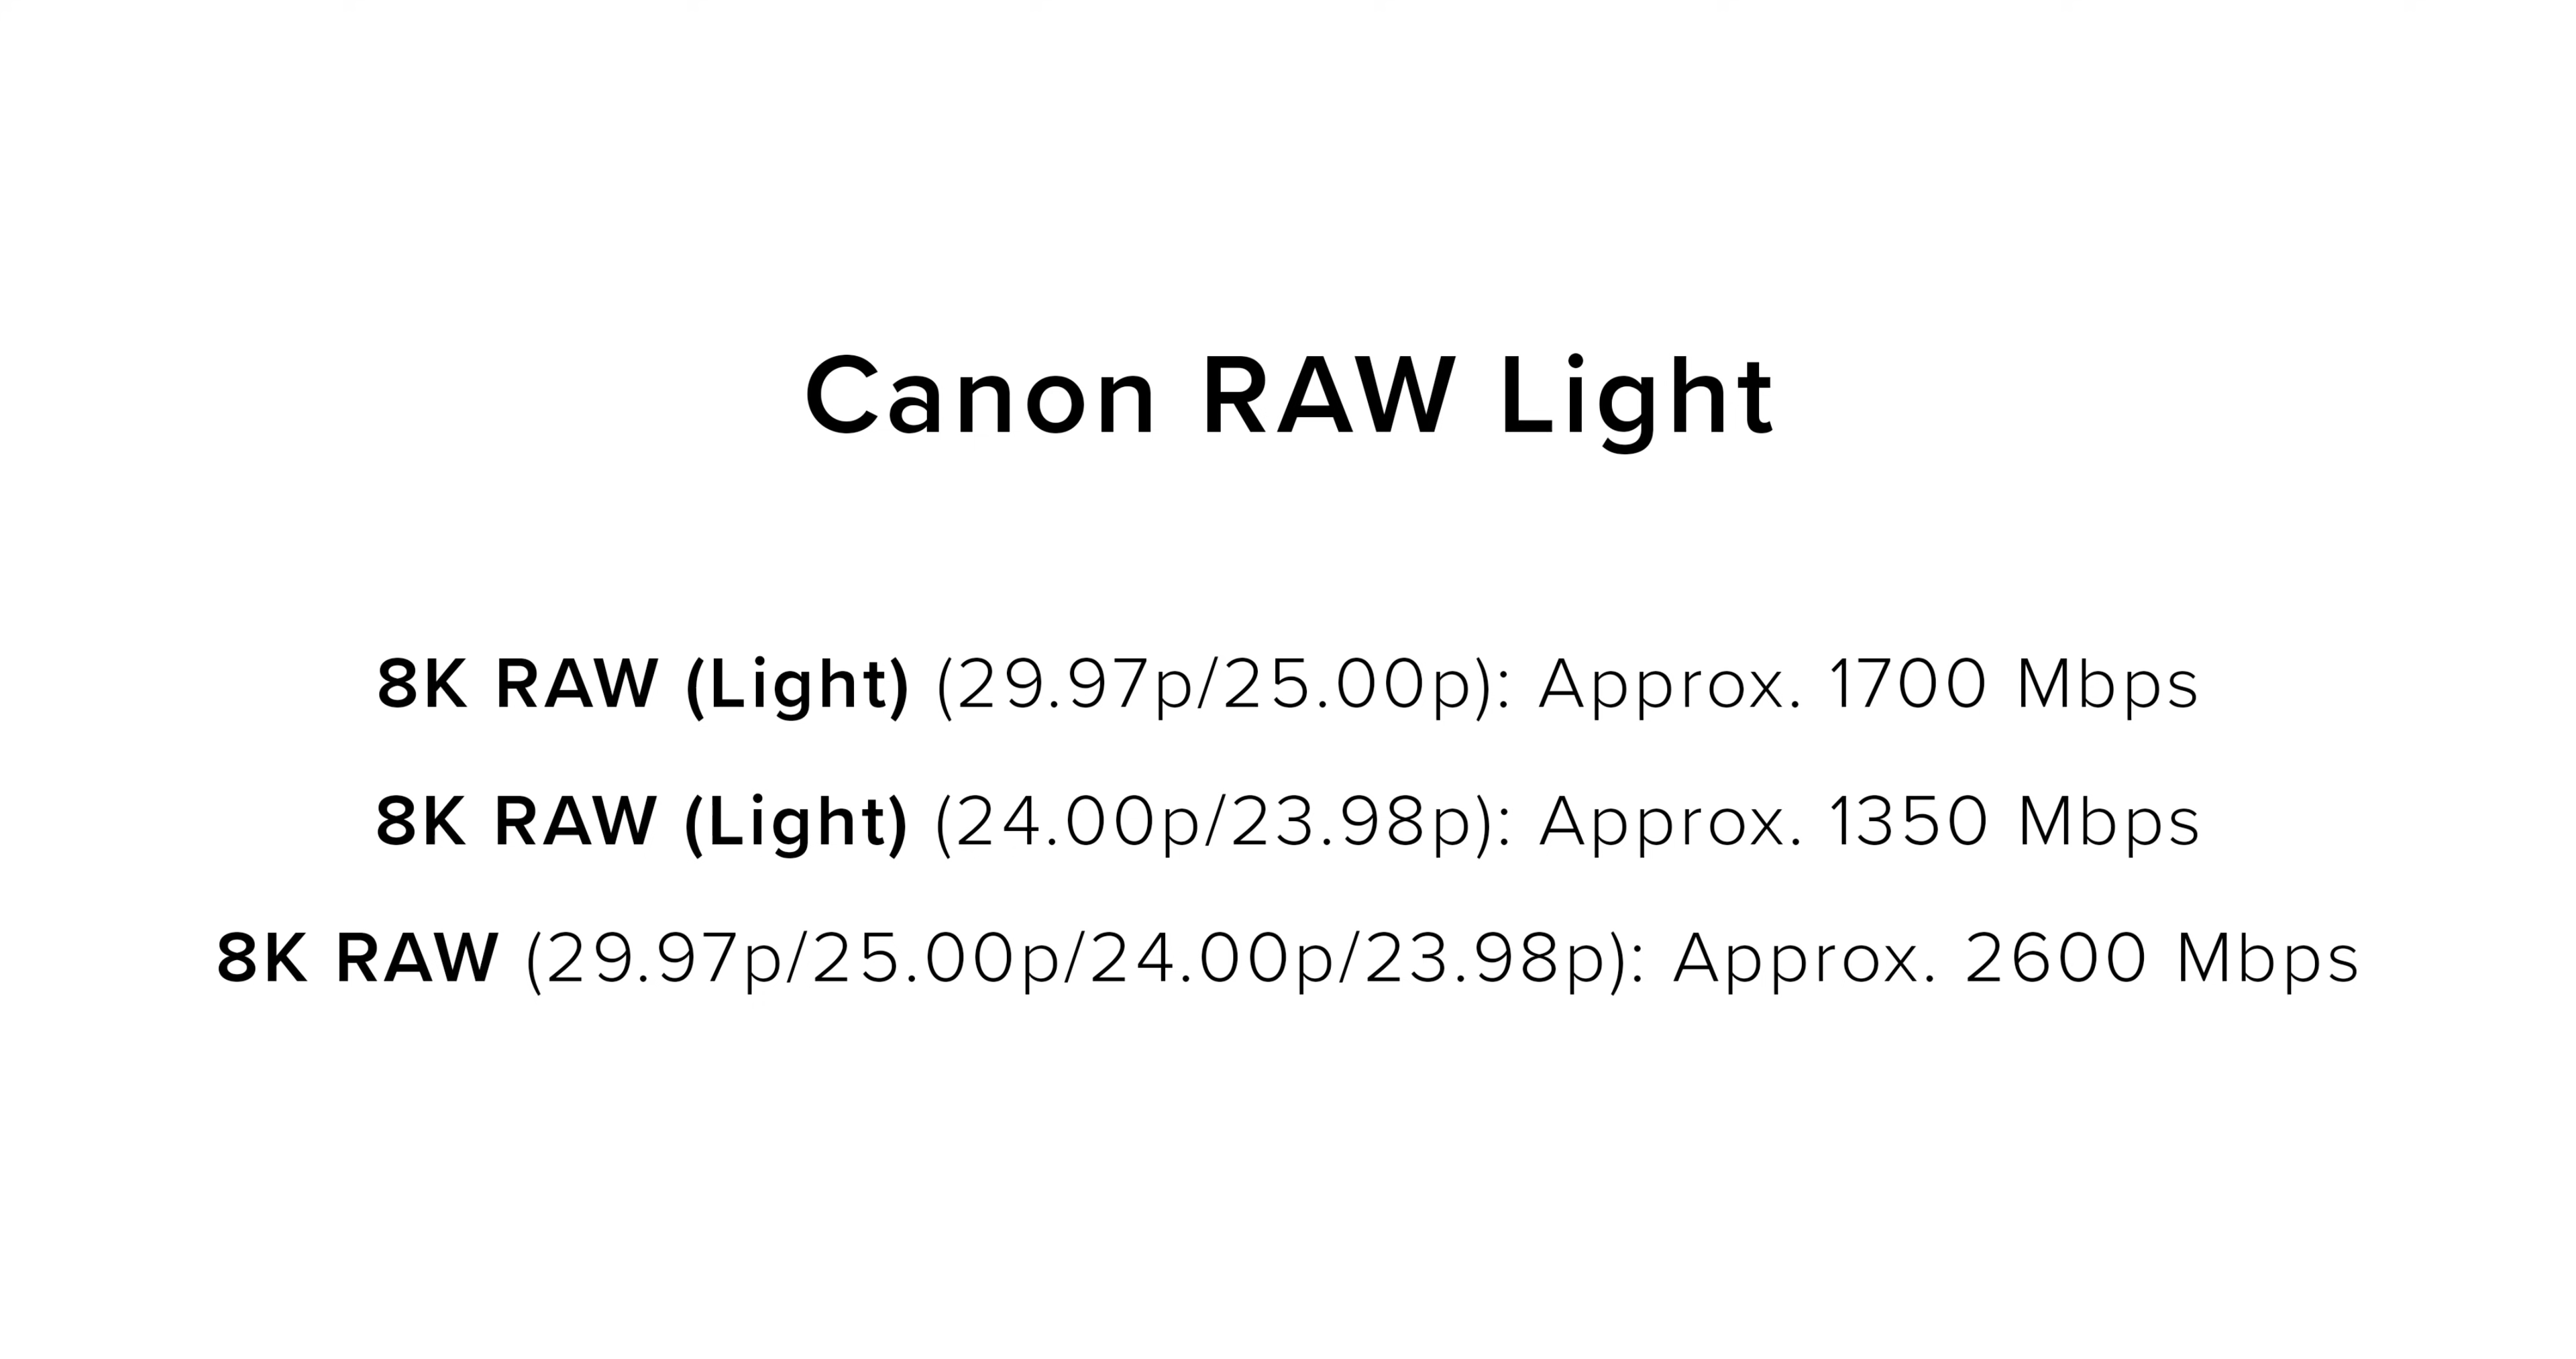 Canon RAW Light
8K RAW (Light) (29.97p/25.00p): Approx. 1700 Mbps
8K RAW (Light) (24.00p/23.98p): Approx. 1350 Mbps
8K RAW (29.97p/25.00p/24.00p/23.98p): Approx. 2600 Mbps